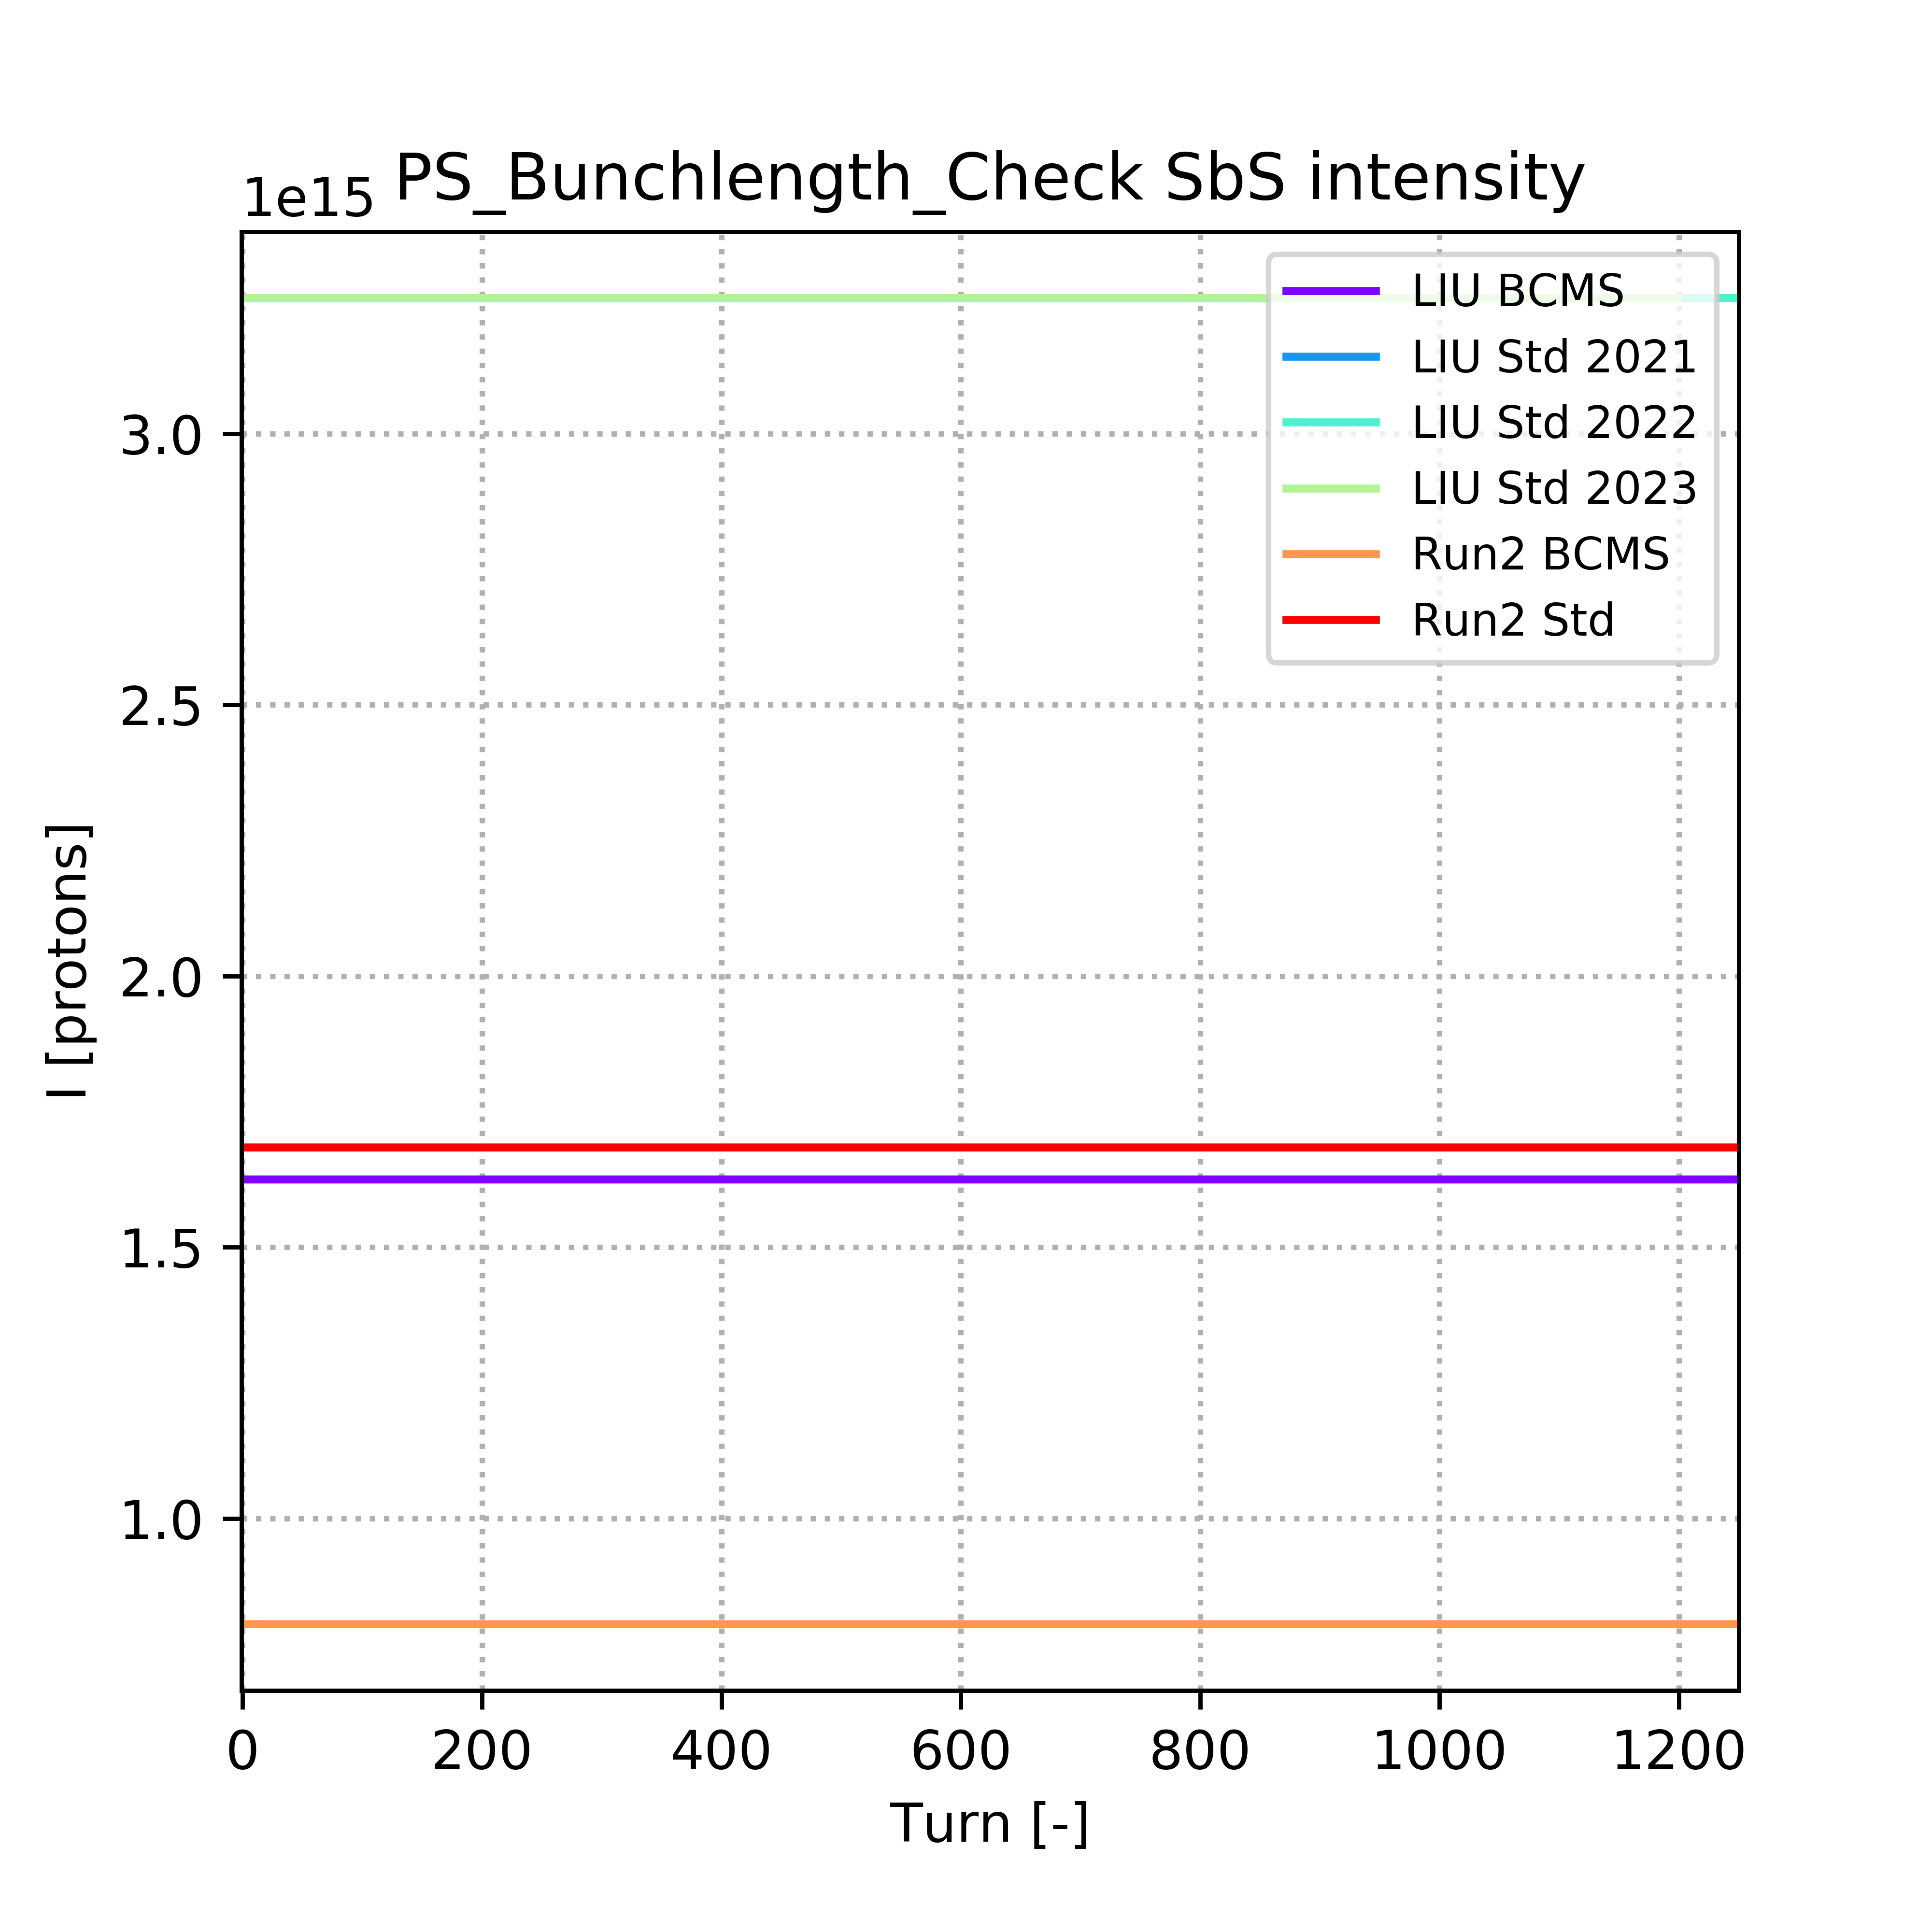 1e15 PS_Bunchlength_Check SbS intensity
LIU BCMS
LIU Std 2021
LIU Std 2022
LIU Std 2023
Run2 BCMS
Run2 Std
3.0
2.5
2.0
1.5
1.0
I [protons]
0 200 400 600 800 1000 1200
Turn [-]